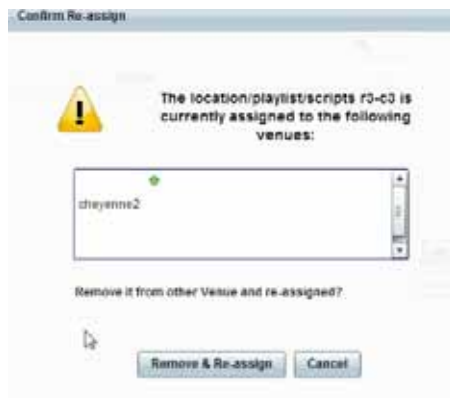 Confirm Re-assign
The location/playlist/scripts r3-c3 is
currently assigned to the following
venues:
cheyenne2
Remove it from other Venue and re-assigned?
Remove & Re-assign
Cancel